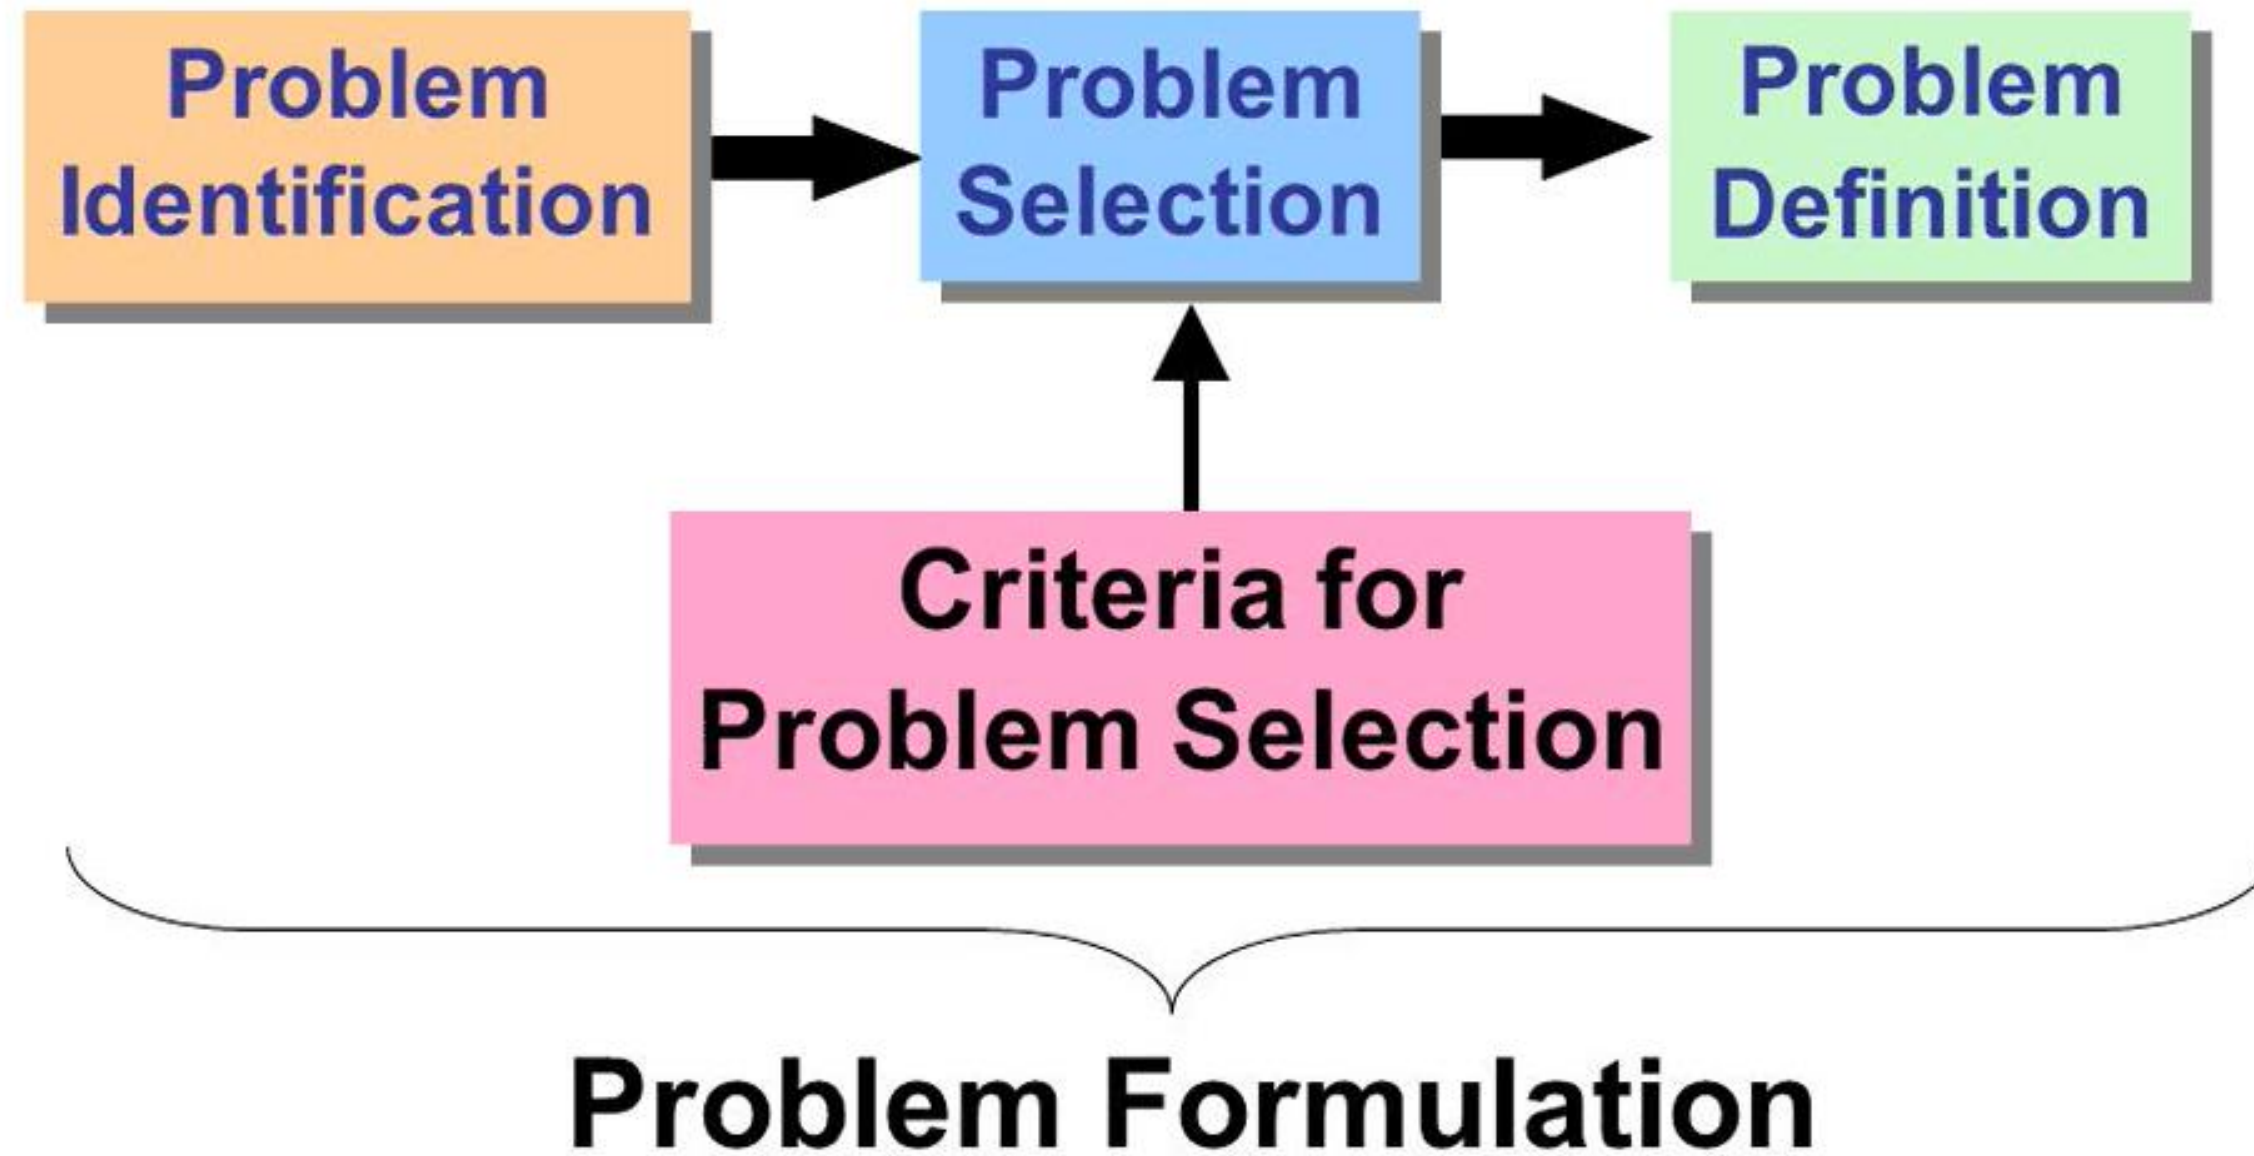 Problem
Identification
Problem
Selection
Problem
Definition
Criteria for
Problem Selection
Problem Formulation